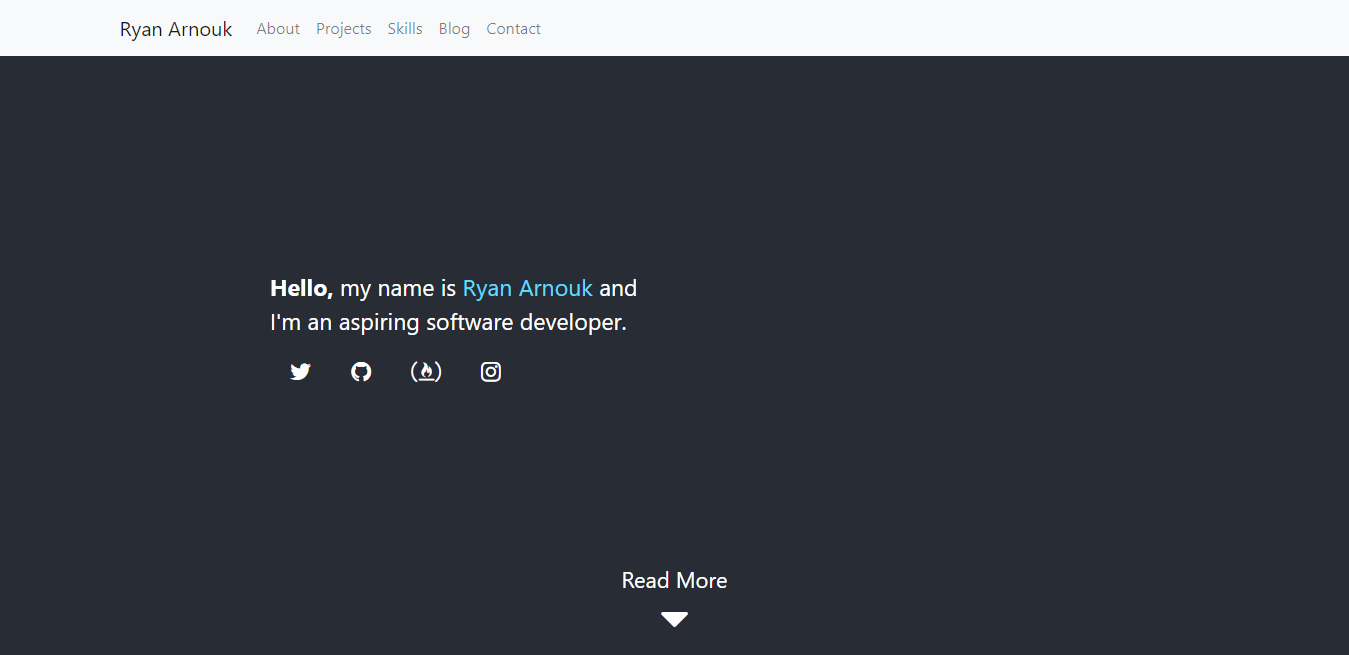 Ryan Arnouk About Projects Skills Blog Contact
Hello, my name is Ryan Arnouk and
I'm an aspiring software developer.
Read More